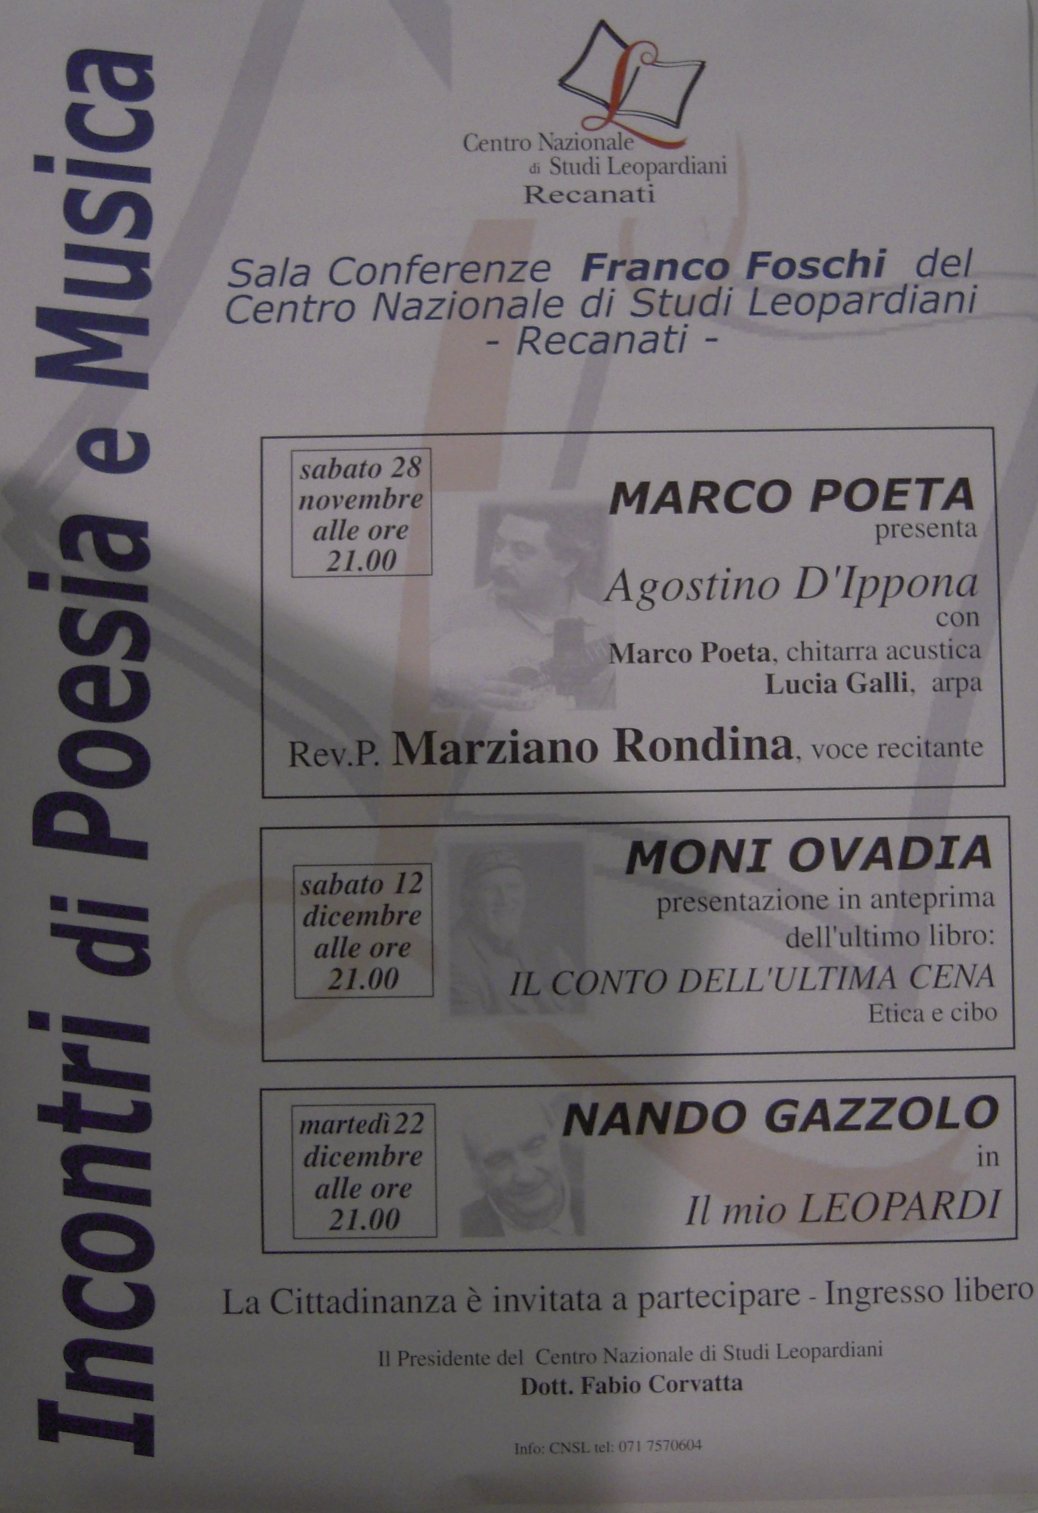 Incontri di Poesia e Musica
Centro Nazionale
di Studi Leopardiani
Recanati
Sala Conferenze Franco Foschi del
Centro Nazionale di Studi Leopardiani
- Recanati -
sabato 28
novembre
alle ore
21.00
MARCO POETA
presenta
Agostino D'Ippona
con
Marco Poeta, chitarra acustica
Lucia Galli, arpa
Rev.P. Marziano Rondina, voce recitante
sabato 12
dicembre
alle ore
21.00
MONI OVADIA
presentazione in anteprima
dell'ultimo libro:
IL CONTO DELL'ULTIMA CENA
Etica e cibo
martedì 22
dicembre
alle ore
21.00
NANDO GAZZOLO
in
Il mio LEOPARDI
La Cittadinanza è invitata a partecipare - Ingresso libero
Il Presidente del Centro Nazionale di Studi Leopardiani
Dott. Fabio Corvatta
Info: CNSL tel: 071 7570604